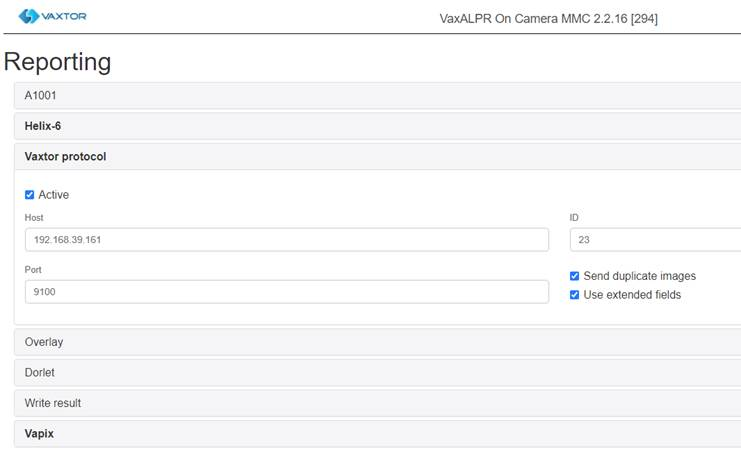 VAXTOR
VaxALPR On Camera MMC 2.2.16 [294]
Reporting
A1001
Helix-6
Vaxtor protocol
Active
Host
ID
192.168.39.161
23
Port
Send duplicate images
9100
Use extended fields
Overlay
Dorlet
Write result
Vapix